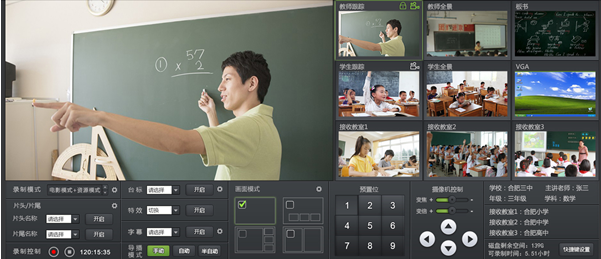 ① 57
× 2
教师跟踪
教师全景
板书
学生跟踪
学生全景
VGA
接收教室1
接收教室2
接收教室3
录制模式 电影模式+资源模式
片头/片尾
片头名称 请选择 开启
片尾名称 请选择 开启
录制控制 120:15:35
台标 请选择 开启
特效 切换 开启
字幕 请选择 开启
导播模式 手动 自动 半自动
画面模式
预置位
1 2 3
4 5 6
7 8 9
摄像机控制
变焦 + -
变倍 + -
学校：合肥三中 主讲老师：张三
年级：三年级 学科：数学
接收教室1：合肥小学
接收教室2：合肥中学
接收教室3：合肥高中
磁盘剩余空间：139G
可录制时间：5.51小时
快捷键设置